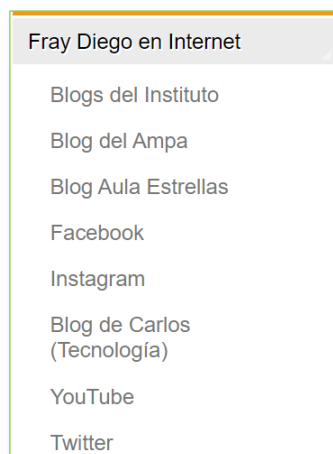 Fray Diego en Internet
Blogs del Instituto
Blog del Ampa
Blog Aula Estrellas
Facebook
Instagram
Blog de Carlos
(Tecnología)
YouTube
Twitter